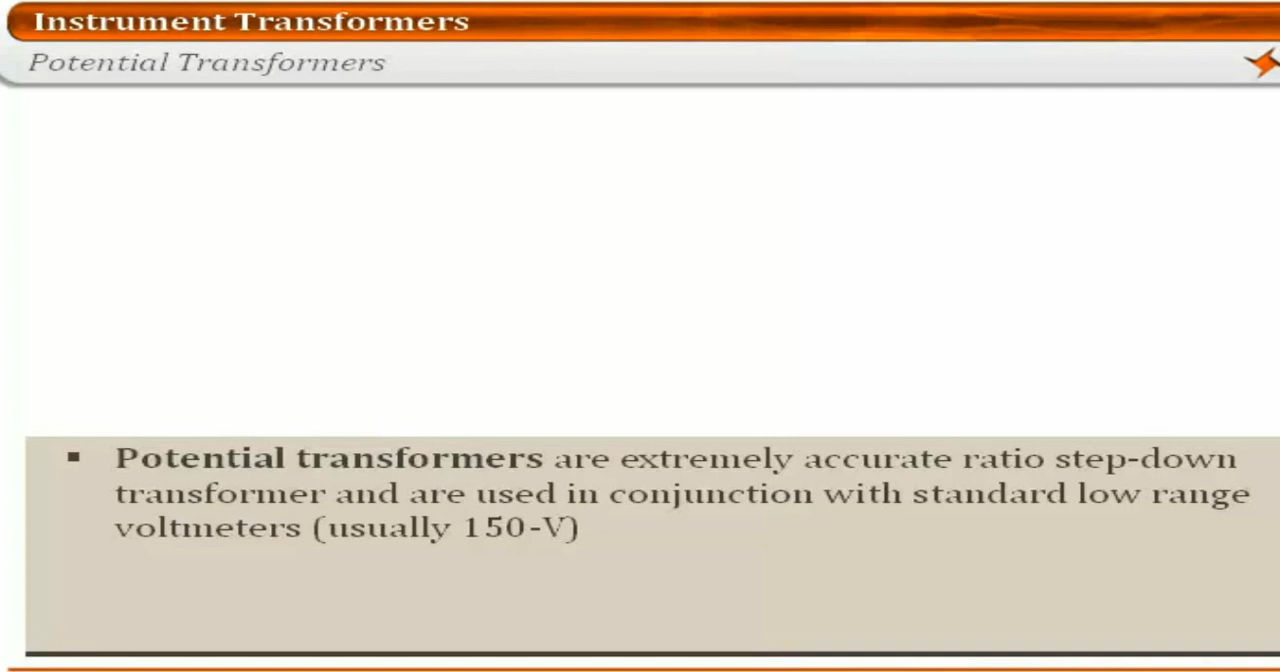 Instrument Transformers
Potential Transformers
▪ Potential transformers are extremely accurate ratio step-down
transformer and are used in conjunction with standard low range
voltmeters (usually 150-V)